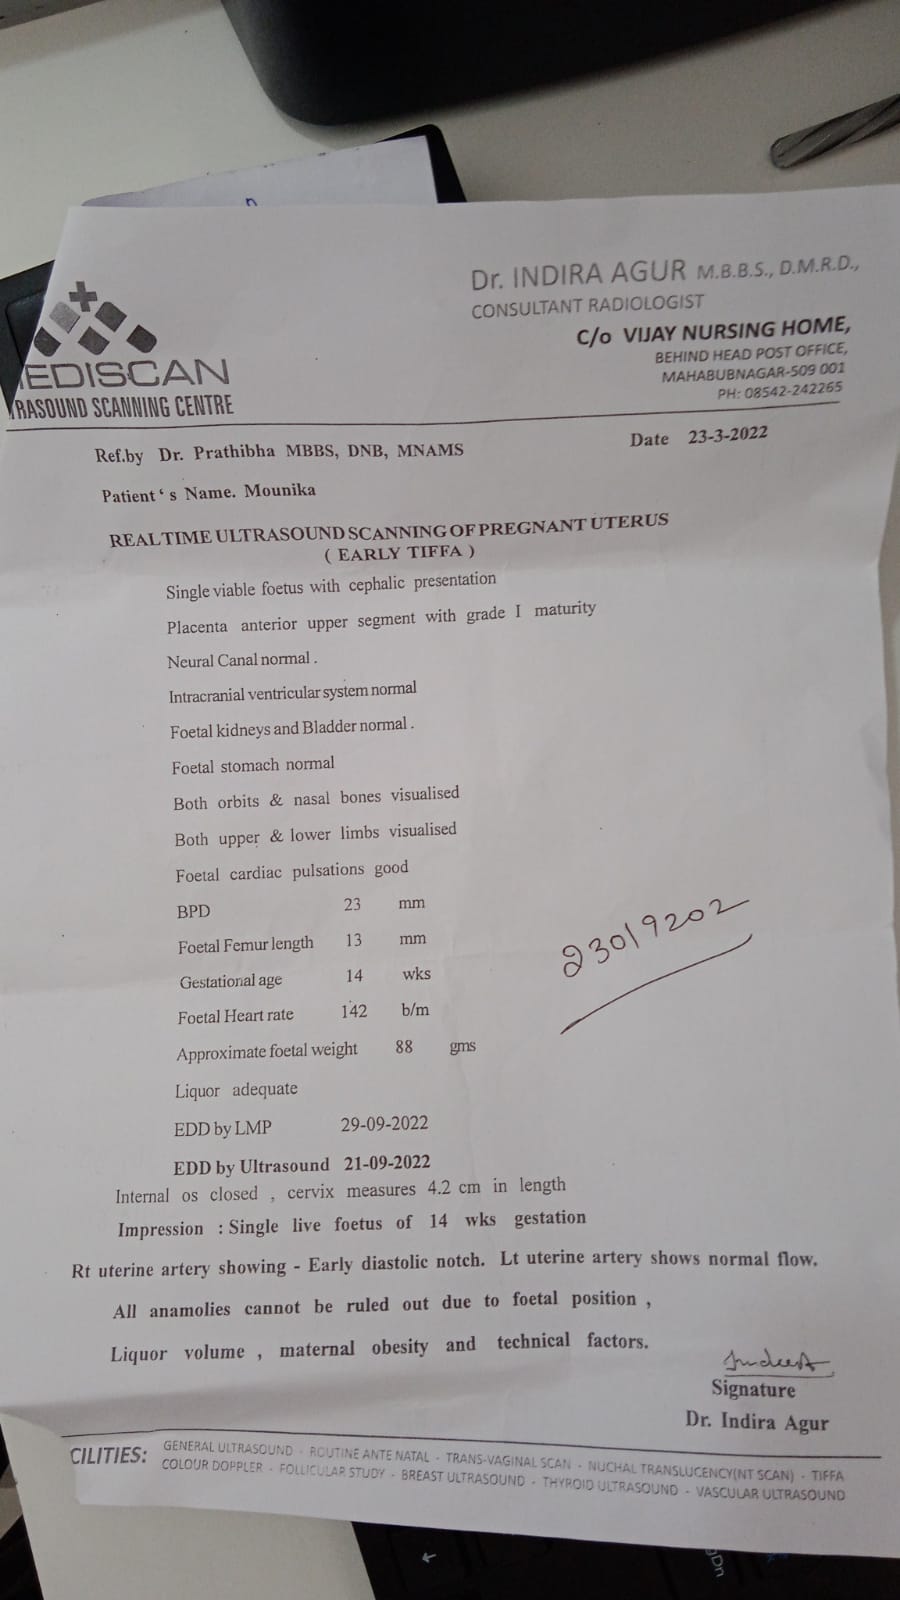 Dr. INDIRA AGUR M.B.B.S., D.M.R.D.,
CONSULTANT RADIOLOGIST
C/o VIJAY NURSING HOME,
BEHIND HEAD POST OFFICE,
MAHABUBNAGAR-509 001
PH: 08542-242265
EDISCAN
RASOUND SCANNING CENTRE
Ref.by Dr. Prathibha MBBS, DNB, MNAMS
Date 23-3-2022
Patient‘s Name. Mounika
REAL TIME ULTRASOUND SCANNING OF PREGNANT UTERUS
( EARLY TIFFA )
Single viable foetus with cephalic presentation
Placenta anterior upper segment with grade I maturity
Neural Canal normal .
Intracranial ventricular system normal
Foetal kidneys and Bladder normal .
Foetal stomach normal
Both orbits & nasal bones visualised
Both upper & lower limbs visualised
Foetal cardiac pulsations good
BPD 23 mm
Foetal Femur length 13 mm
Gestational age 14 wks
Foetal Heart rate 142 b/m
Approximate foetal weight 88 gms
23019202
Liquor adequate
EDD by LMP 29-09-2022
EDD by Ultrasound 21-09-2022
Internal os closed , cervix measures 4.2 cm in length
Impression : Single live foetus of 14 wks gestation
Rt uterine artery showing - Early diastolic notch. Lt uterine artery shows normal flow.
All anamolies cannot be ruled out due to foetal position ,
Liquor volume , maternal obesity and technical factors.
Signature
Dr. Indira Agur
CILITIES: GENERAL ULTRASOUND - ROUTINE ANTE NATAL - TRANS-VAGINAL SCAN - NUCHAL TRANSLUCENCY(NT SCAN) - TIFFA
COLOUR DOPPLER - FOLLICULAR STUDY - BREAST ULTRASOUND - THYROID ULTRASOUND - VASCULAR ULTRASOUND